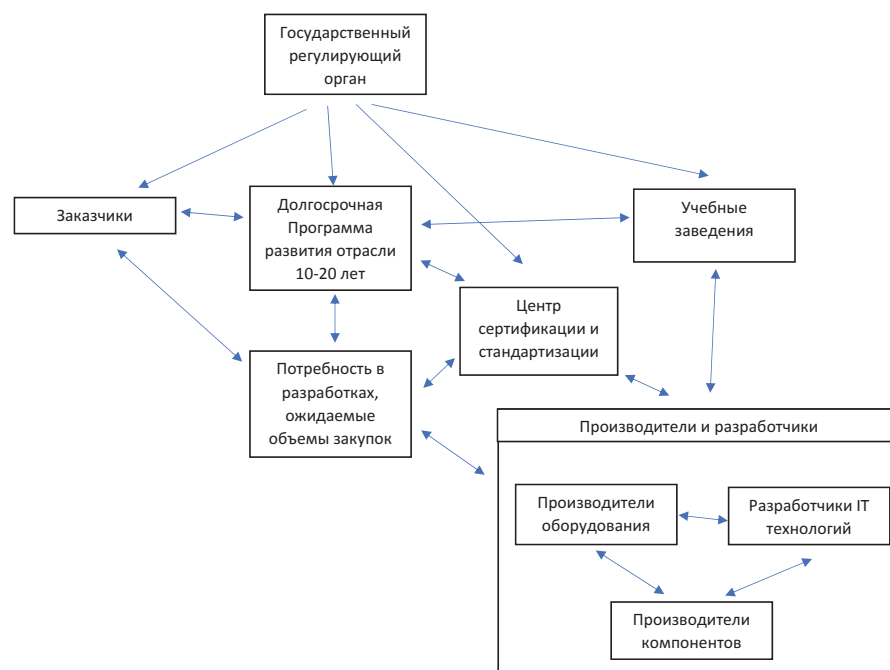 Государственный
регулирующий
орган
Заказчики
Долгосрочная
Программа
развития отрасли
10-20 лет
Учебные
заведения
Центр
сертификации и
стандартизации
Потребность в
разработках,
ожидаемые
объемы закупок
Производители и разработчики
Производители
оборудования
Разработчики IT
технологий
Производители
компонентов